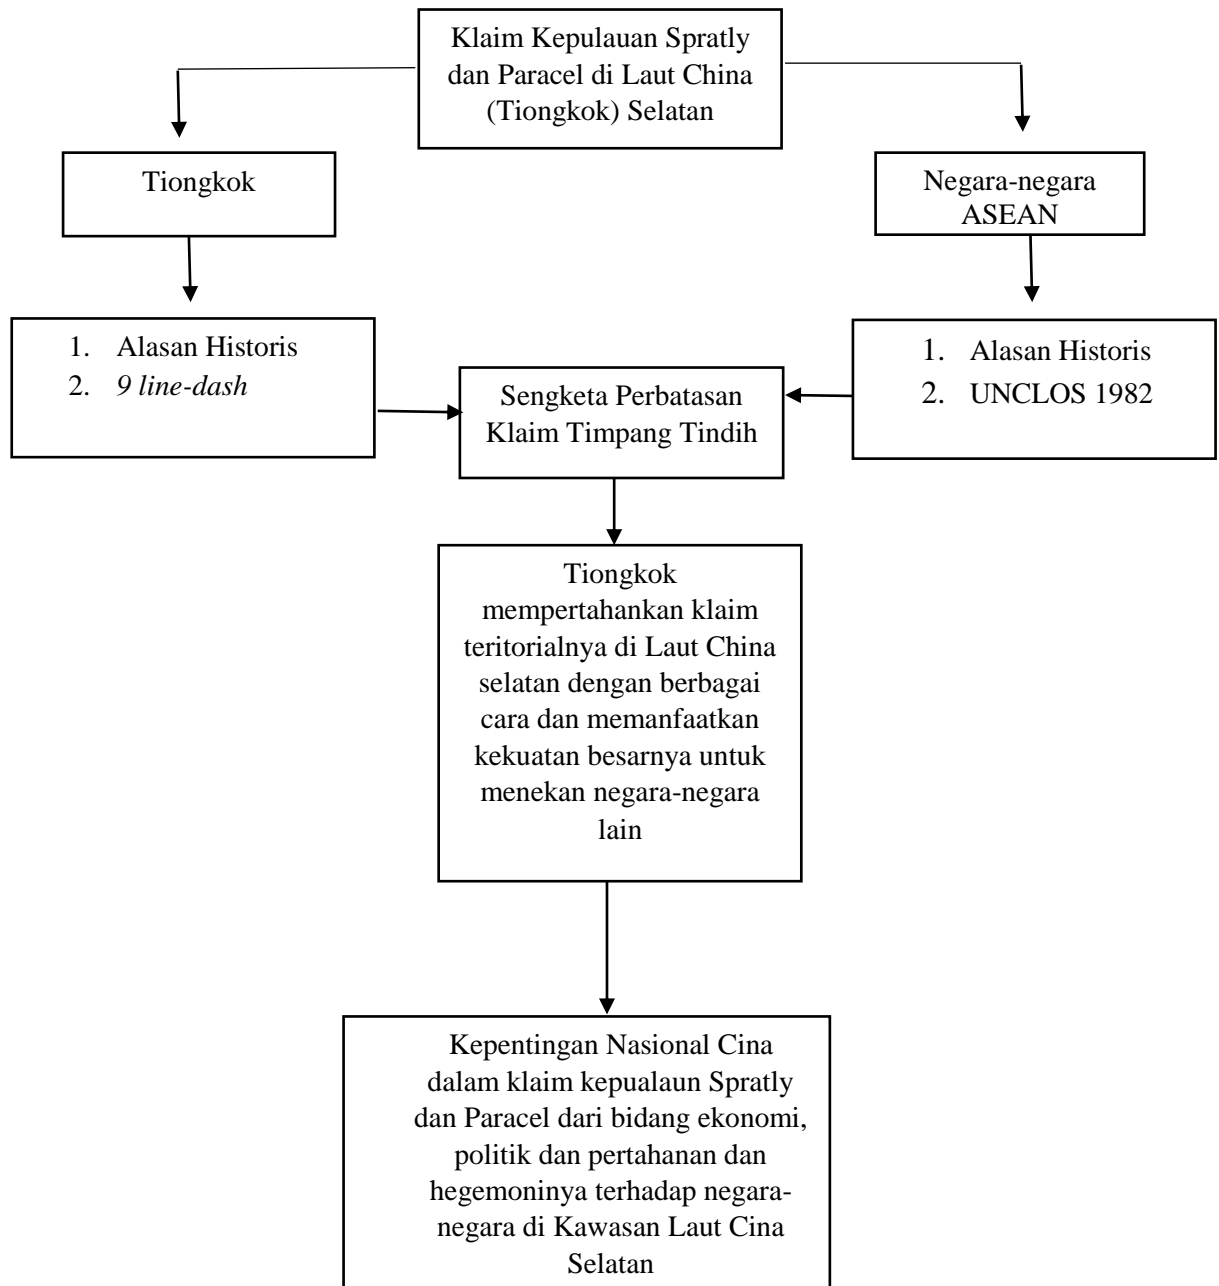 Klaim Kepulauan Spratly
dan Paracel di Laut China
(Tiongkok) Selatan
Tiongkok
Negara-negara
ASEAN
1. Alasan Historis
2. 9 line-dash
1. Alasan Historis
2. UNCLOS 1982
Sengketa Perbatasan
Klaim Timpang Tindih
Tiongkok
mempertahankan klaim
teritorialnya di Laut China
selatan dengan berbagai
cara dan memanfaatkan
kekuatan besarnya untuk
menekan negara-negara
lain
Kepentingan Nasional Cina
dalam klaim kepualaun Spratly
dan Paracel dari bidang ekonomi,
politik dan pertahanan dan
hegemoninya terhadap negara-
negara di Kawasan Laut Cina
Selatan